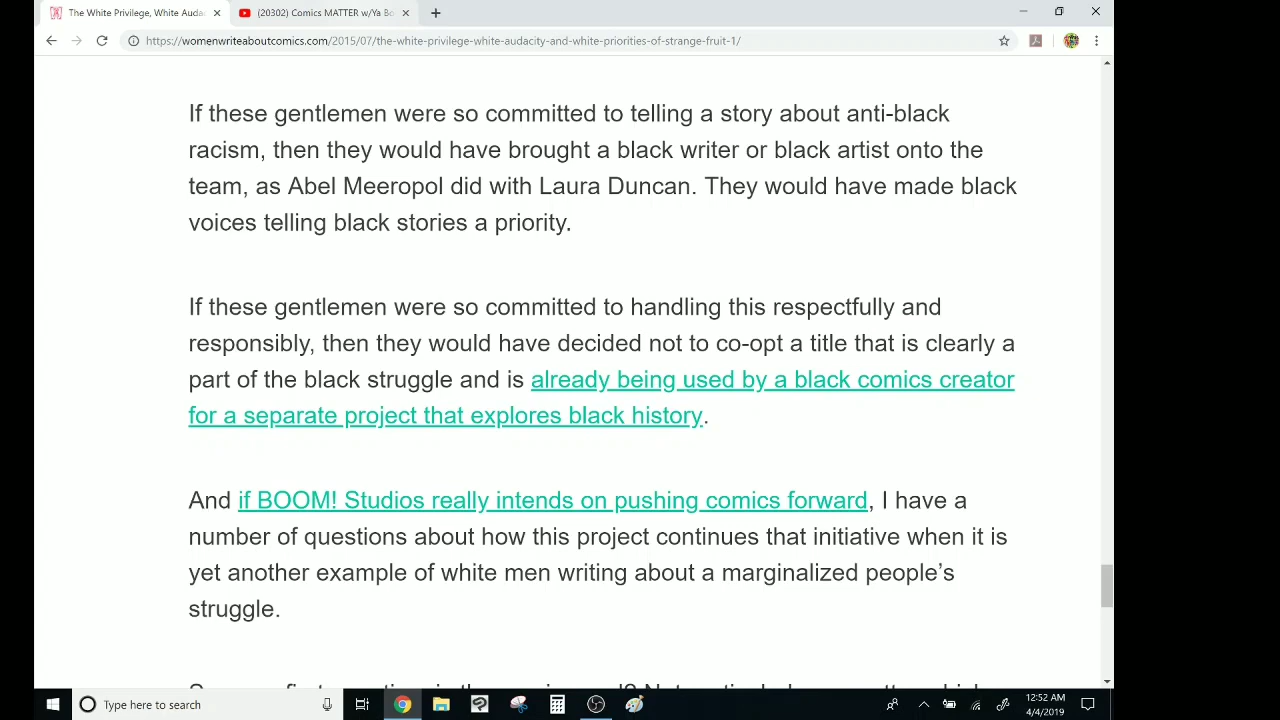 The White Privilege, White Auda
(20302) Comics MATTER w/Ya Bo
https://womenwriteaboutcomics.com/2015/07/the-white-privilege-white-audacity-and-white-priorities-of-strange-fruit-1/
If these gentlemen were so committed to telling a story about anti-black
racism, then they would have brought a black writer or black artist onto the
team, as Abel Meeropol did with Laura Duncan. They would have made black
voices telling black stories a priority.
If these gentlemen were so committed to handling this respectfully and
responsibly, then they would have decided not to co-opt a title that is clearly a
part of the black struggle and is already being used by a black comics creator
for a separate project that explores black history.
And if BOOM! Studios really intends on pushing comics forward, I have a
number of questions about how this project continues that initiative when it is
yet another example of white men writing about a marginalized people’s
struggle.
Type here to search
12:52 AM
4/4/2019